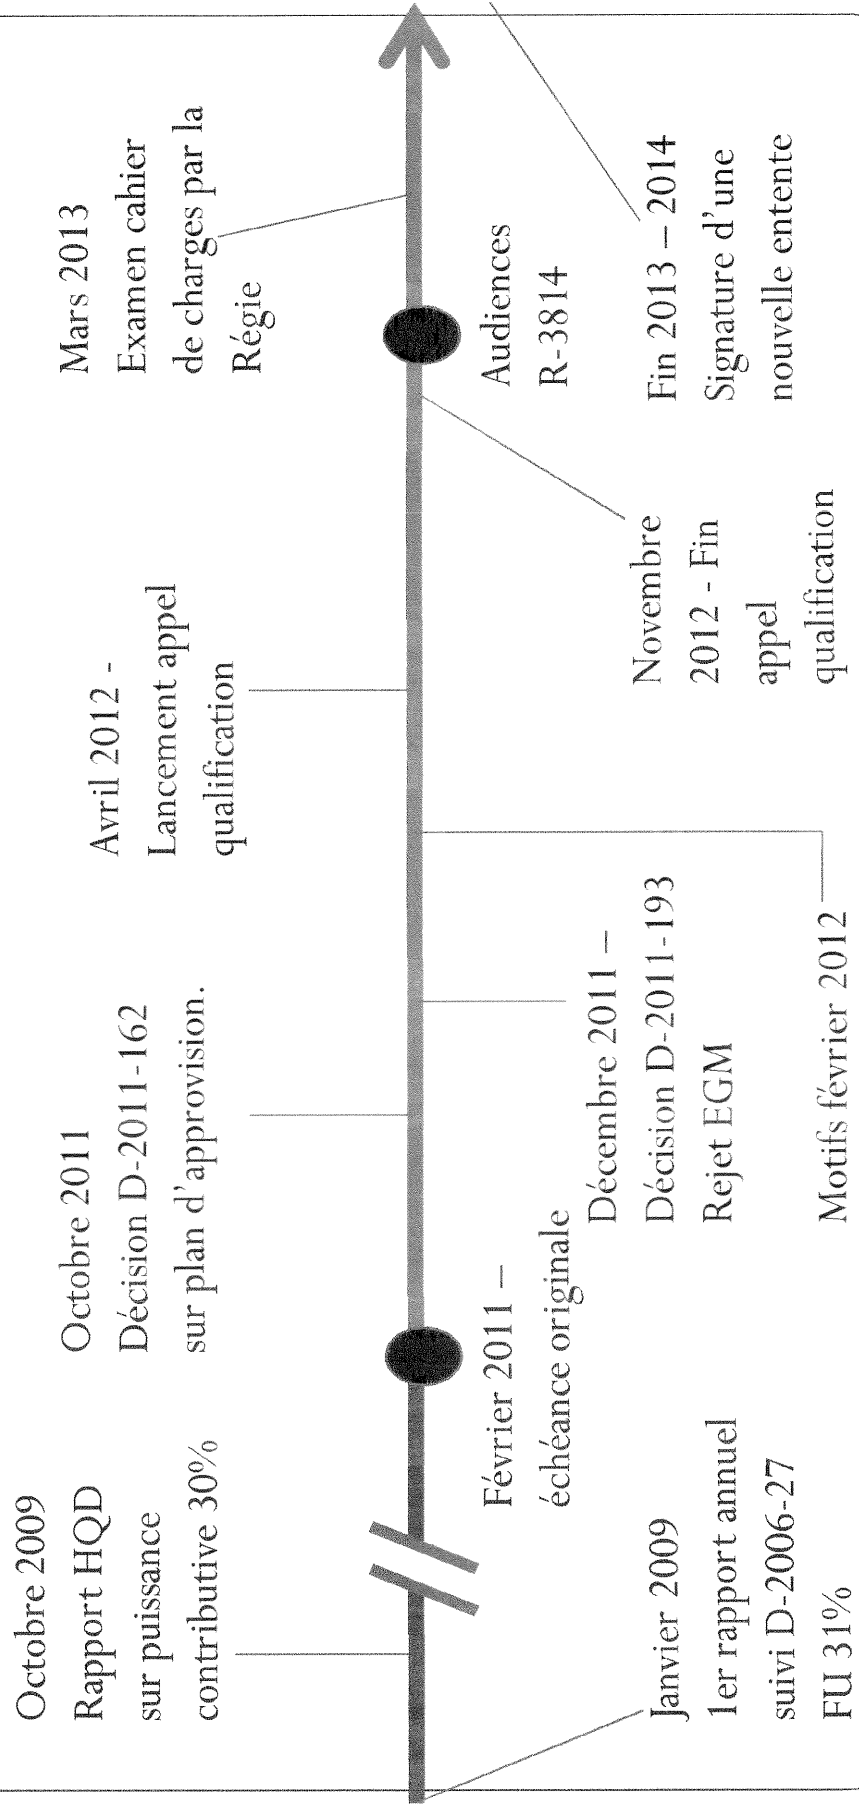 Octobre 2009
Rapport HQD
sur puissance
contributive 30%
Octobre 2011
Décision D-2011-162
sur plan d'approvision.
Avril 2012 -
Lancement appel
qualification
Mars 2013
Examen cahier
de charges par la
Régie
Janvier 2009
1er rapport annuel
suivi D-2006-27
FU 31%
Février 2011 –
échéance originale
Décembre 2011 –
Décision D-2011-193
Rejet EGM
Motifs février 2012
Novembre
2012 - Fin
appel
qualification
Audiences
R-3814
Fin 2013 – 2014
Signature d'une
nouvelle entente